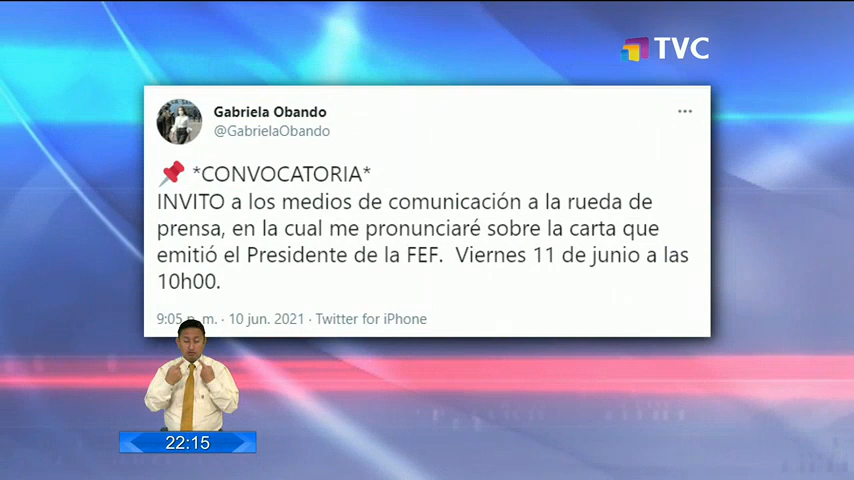 TVC
Gabriela Obando
@GabrielaObando
*CONVOCATORIA*
INVITO a los medios de comunicación a la rueda de
prensa, en la cual me pronunciaré sobre la carta que
emitió el Presidente de la FEF. Viernes 11 de junio a las
10h00.
9:05 p. m. · 10 jun. 2021 · Twitter for iPhone
22:15